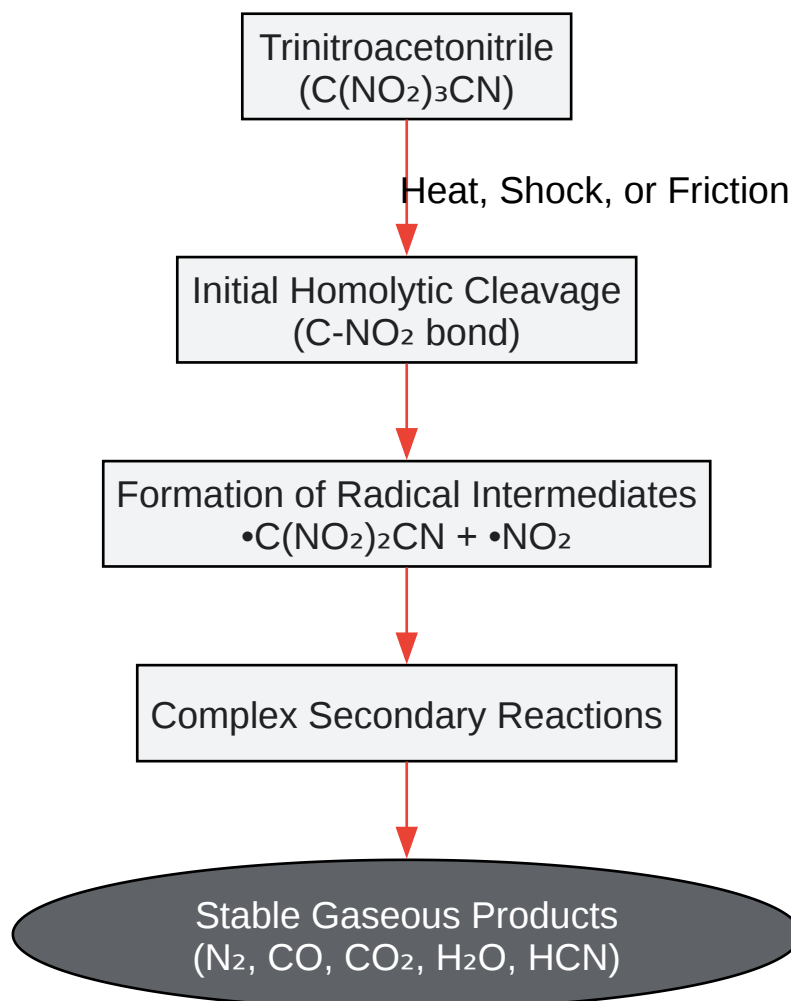 Trinitroacetonitrile
(C(NO₂)₃CN)
Heat, Shock, or Friction
Initial Homolytic Cleavage
(C-NO₂ bond)
Formation of Radical Intermediates
•C(NO₂)₂CN + •NO₂
Complex Secondary Reactions
Stable Gaseous Products
(N₂, CO, CO₂, H₂O, HCN)